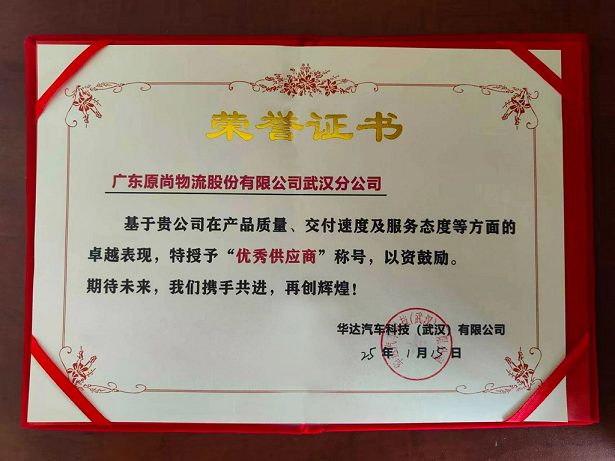 荣誉证书
广东原尚物流股份有限公司武汉分公司
基于贵公司在产品质量、交付速度及服务态度等方面的
卓越表现，特授予“优秀供应商”称号，以资鼓励。
期待未来，我们携手共进，再创辉煌！
华达汽车科技（武汉）有限公司
25年1月15日